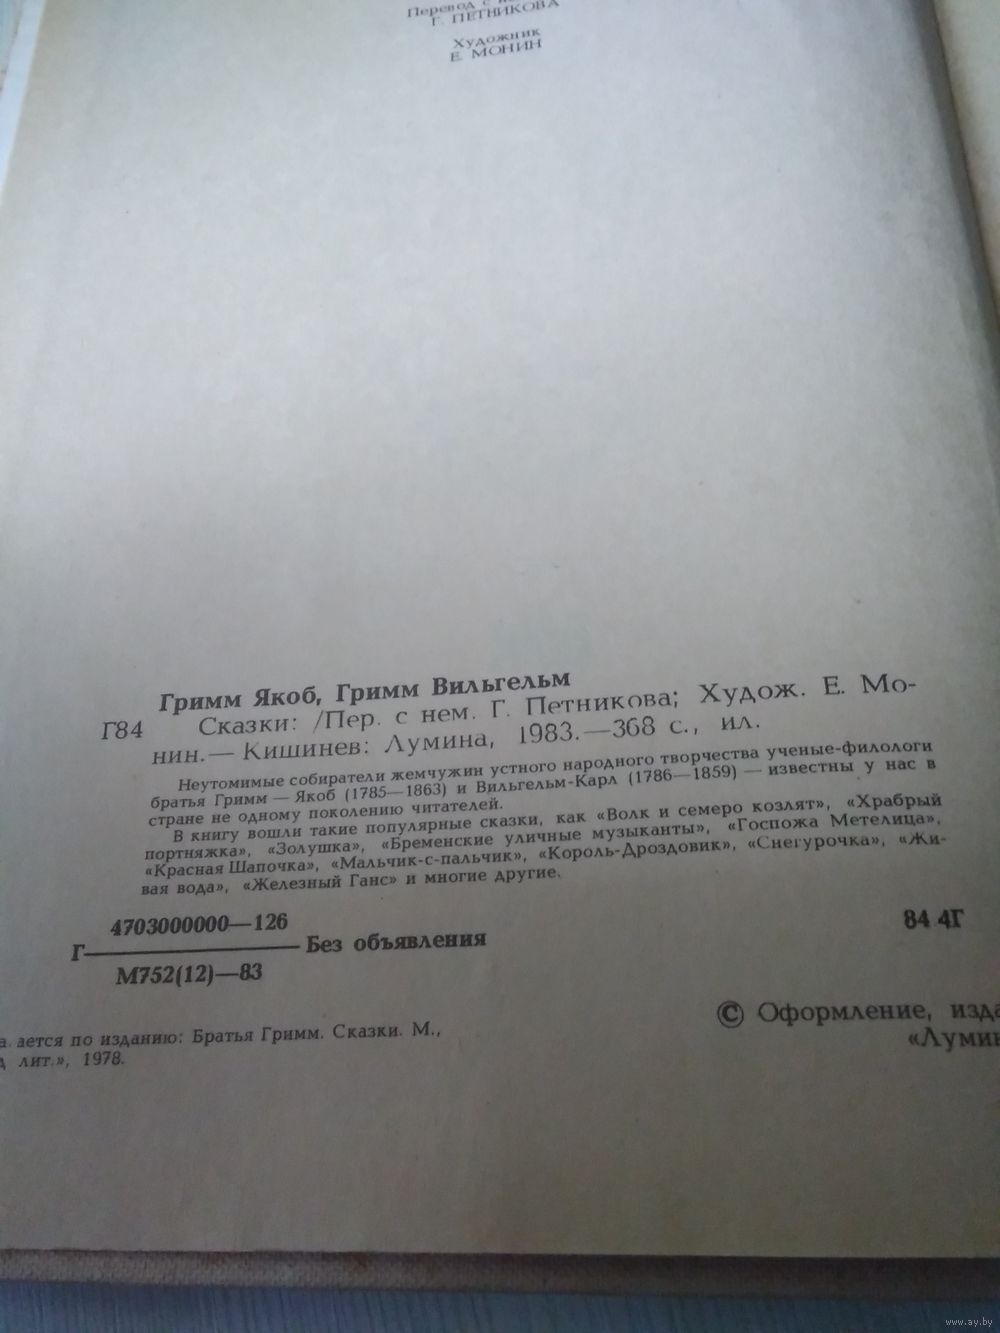 Перевод с
Г. ПЕТНИКОВА
Художник
Е. МОНИН
Гримм Якоб, Гримм Вильгельм
Г84 Сказки: /Пер. с нем. Г. Петникова; Худож. Е. Мо-
нин.— Кишинев: Лумина, 1983.—368 с., ил.
Неутомимые собиратели жемчужин устного народного творчества ученые-филологи
братья Гримм — Якоб (1785—1863) и Вильгельм-Карл (1786—1859) — известны у нас в
стране не одному поколению читателей.
В книгу вошли такие популярные сказки, как «Волк и семеро козлят», «Храбрый
портняжка», «Золушка», «Бременские уличные музыканты», «Госпожа Метелица»,
«Красная Шапочка», «Мальчик-с-пальчик», «Король-Дроздовик», «Снегурочка», «Жи-
вая вода», «Железный Ганс» и многие другие.
4703000000—126
Г Без объявления
М752(12)—83
84.4Г
© Оформление, изда
«Лумин
ается по изданию: Братья Гримм. Сказки. М.,
лит.», 1978.
www.ay.by